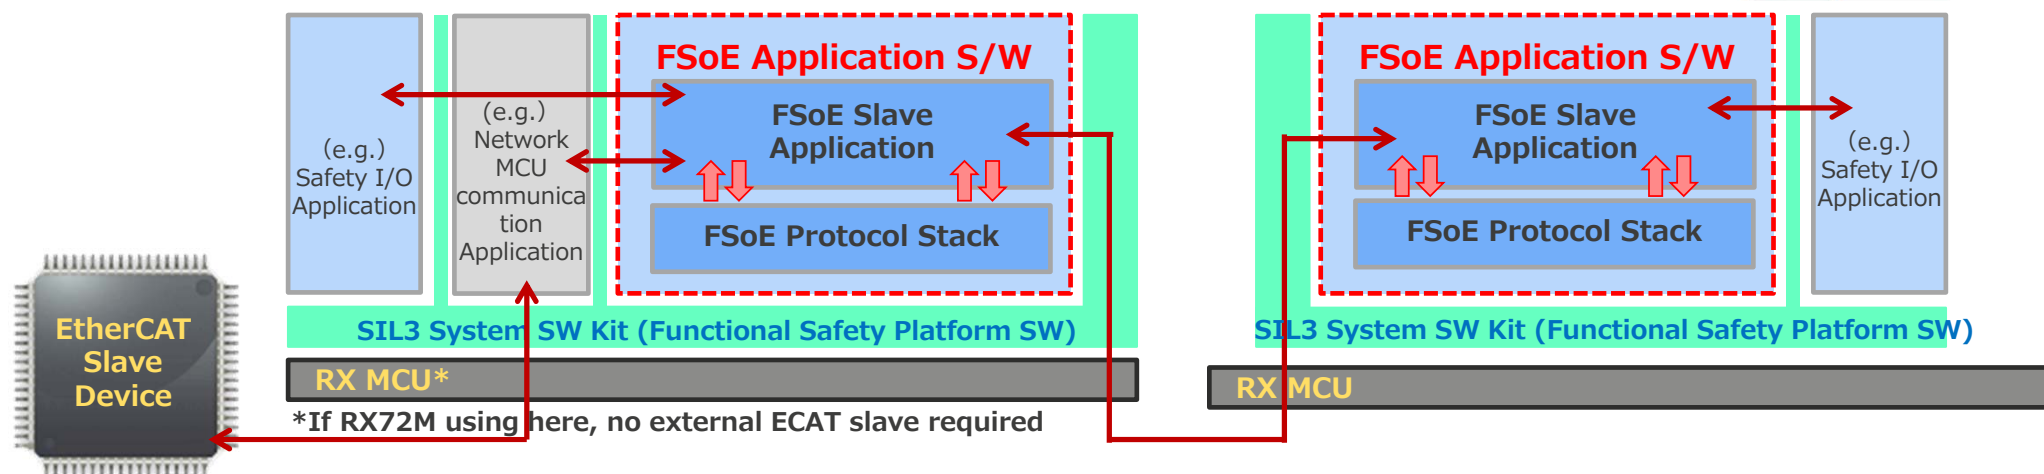 EtherCAT
Slave
Device
(e.g.)
Safety I/O
Application
(e.g.)
Network
MCU
communica
tion
Application
FSoE Application S/W
FSoE Slave
Application
FSoE Protocol Stack
SIL3 System SW Kit (Functional Safety Platform SW)
RX MCU*
*If RX72M using here, no external ECAT slave required
FSoE Application S/W
FSoE Slave
Application
FSoE Protocol Stack
(e.g.)
Safety I/O
Application
SIL3 System SW Kit (Functional Safety Platform SW)
RX MCU